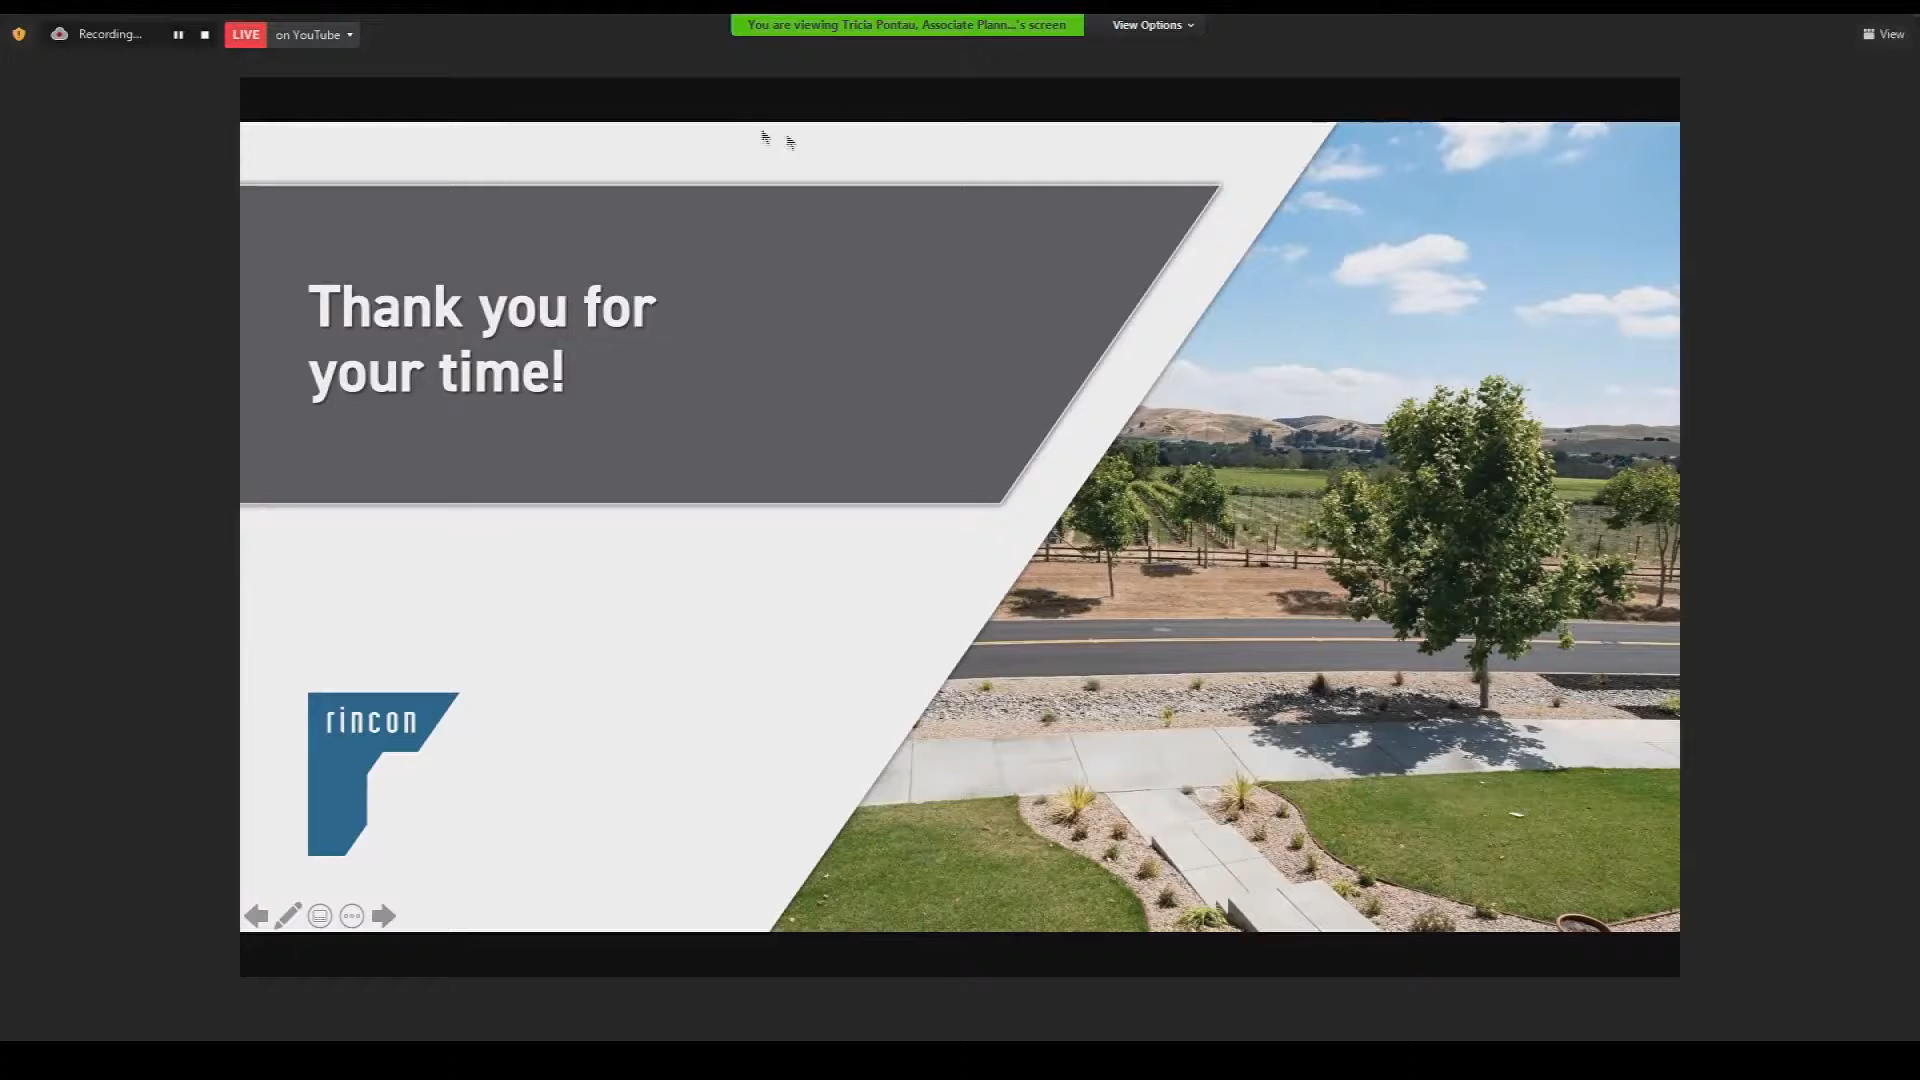 Recording...
LIVE on YouTube
You are viewing Tricia Pontau, Associate Plann...'s screen
View Options
View
Thank you for
your time!
rincon